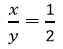 x/y = 1/2